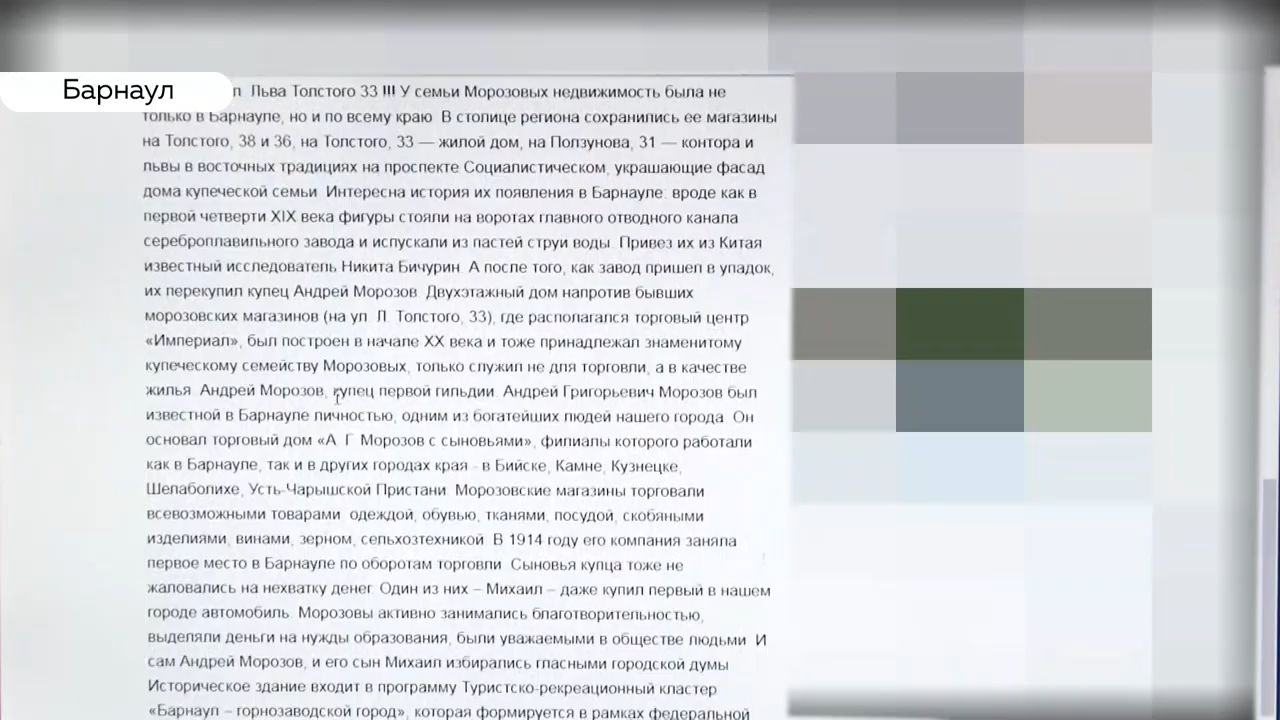 Барнаул
л Льва Толстого 33 !!! У семьи Морозовых недвижимость была не
только в Барнауле, но и по всему краю. В столице региона сохранились ее магазины
на Толстого, 38 и 36, на Толстого, 33 — жилой дом, на Ползунова, 31 — контора и
львы в восточных традициях на проспекте Социалистическом, украшающие фасад
дома купеческой семьи. Интересна история их появления в Барнауле: вроде как в
первой четверти XIX века фигуры стояли на воротах главного отводного канала
сереброплавильного завода и испускали из пастей струи воды. Привез их из Китая
известный исследователь Никита Бичурин. А после того, как завод пришел в упадок,
их перекупил купец Андрей Морозов. Двухэтажный дом напротив бывших
морозовских магазинов (на ул. Л. Толстого, 33), где располагался торговый центр
«Империал», был построен в начале XX века и тоже принадлежал знаменитому
купеческому семейству Морозовых, только служил не для торговли, а в качестве
жилья. Андрей Морозов, купец первой гильдии. Андрей Григорьевич Морозов был
известной в Барнауле личностью, одним из богатейших людей нашего города. Он
основал торговый дом «А. Г. Морозов с сыновьями», филиалы которого работали
как в Барнауле, так и в других городах края - в Бийске, Камне, Кузнецке,
Шелаболихе, Усть-Чарышской Пристани. Морозовские магазины торговали
всевозможными товарами: одеждой, обувью, тканями, посудой, скобяными
изделиями, винами, зерном, сельхозтехникой. В 1914 году его компания заняла
первое место в Барнауле по оборотам торговли. Сыновья купца тоже не
жаловались на нехватку денег. Один из них – Михаил – даже купил первый в нашем
городе автомобиль. Морозовы активно занимались благотворительностью,
выделяли деньги на нужды образования, были уважаемыми в обществе людьми. И
сам Андрей Морозов, и его сын Михаил избирались гласными городской думы.
Историческое здание входит в программу Туристско-рекреационный кластер
«Барнаул – горнозаводской город», которая формируется в рамках федеральной